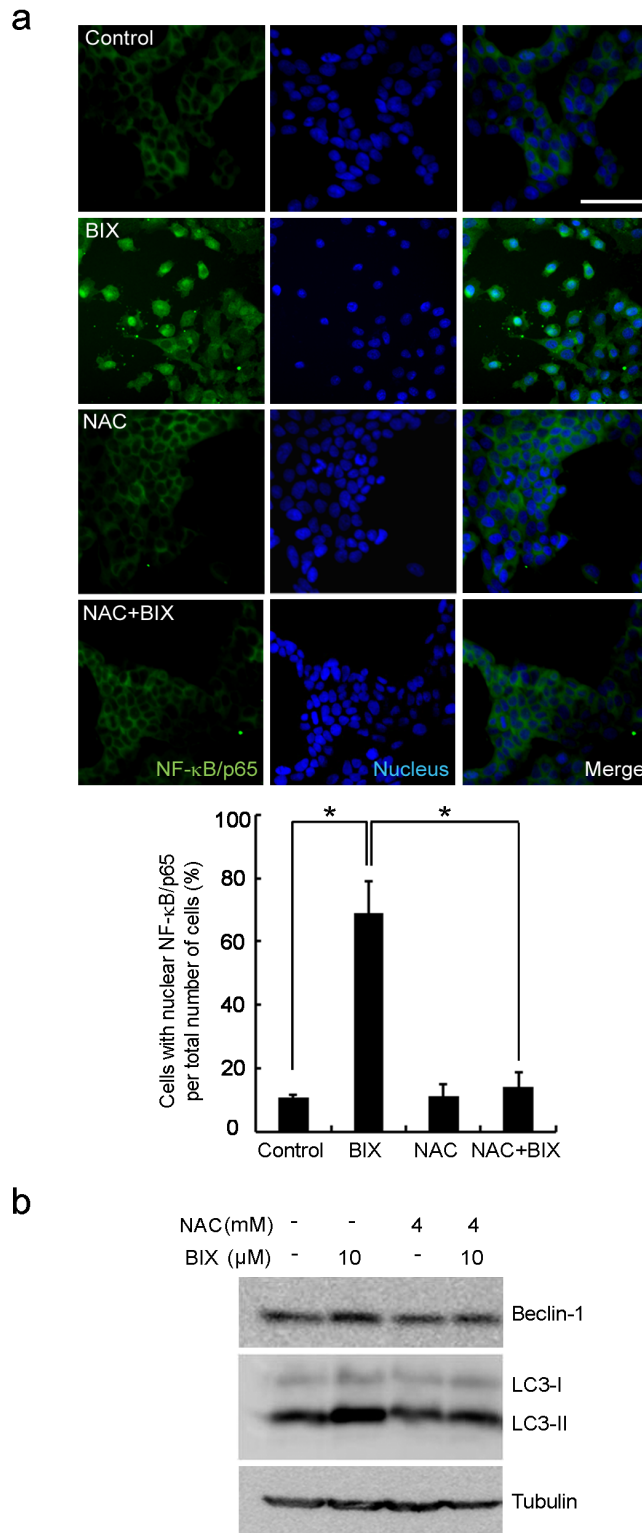 a
Control
BIX
NAC
NAC+BIX
NF-κB/p65 Nucleus Merge
Cells with nuclear NF-κB/p65
per total number of cells (%)
100
80
60
40
20
0
* *
Control BIX NAC NAC+BIX
b
NAC(mM) - - 4 4
BIX (µM) - 10 - 10
Beclin-1
LC3-I
LC3-II
Tubulin